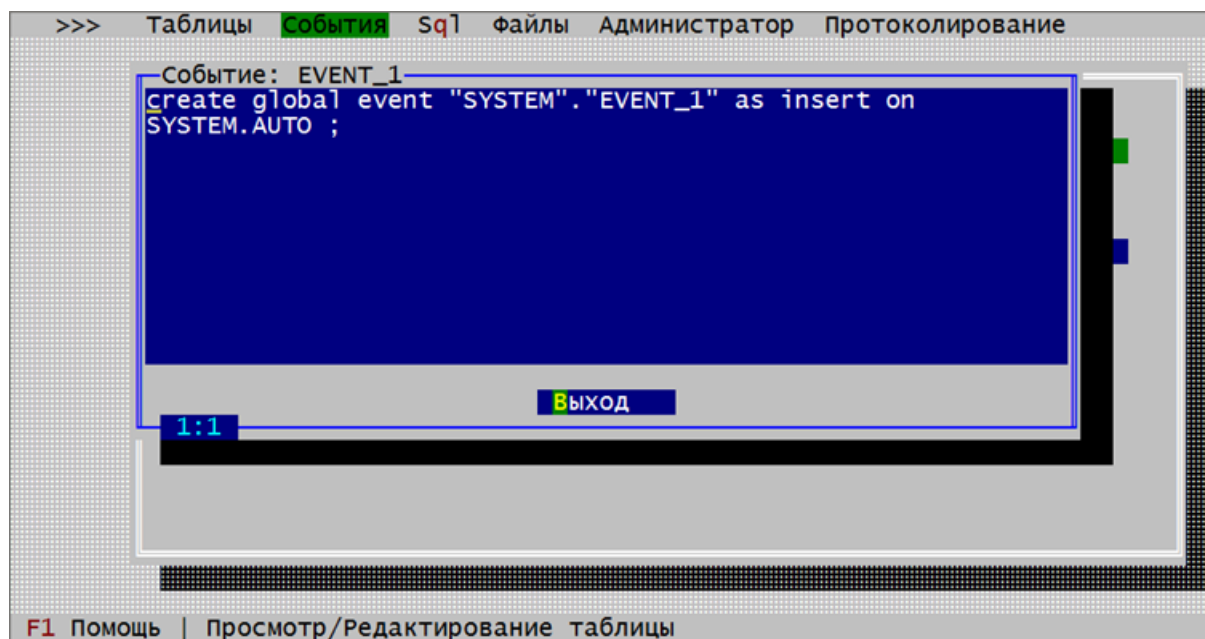 >>> Таблицы События Sql Файлы Администратор Протоколирование
Событие: EVENT_1
create global event "SYSTEM"."EVENT_1" as insert on
SYSTEM.AUTO ;
Выход
1:1
F1 Помощь | Просмотр/Редактирование таблицы